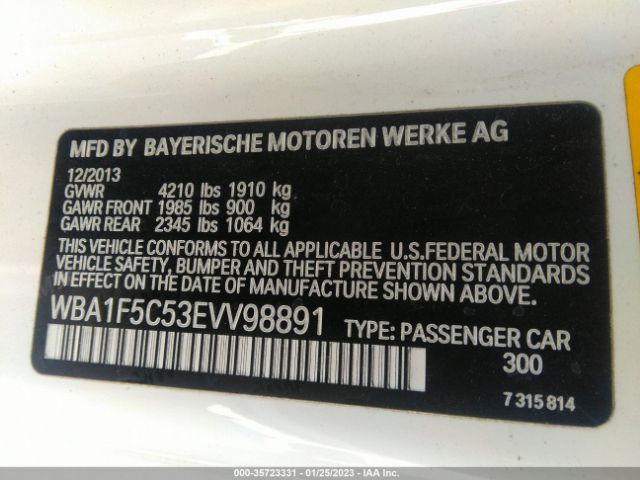 MFD BY BAYERISCHE MOTOREN WERKE AG
12/2013
GVWR 4210 lbs 1910 kg
GAWR FRONT 1985 lbs 900 kg
GAWR REAR 2345 lbs 1064 kg
THIS VEHICLE CONFORMS TO ALL APPLICABLE U.S.FEDERAL MOTOR
VEHICLE SAFETY, BUMPER AND THEFT PREVENTION STANDARDS
IN EFFECT ON THE DATE OF MANUFACTURE SHOWN ABOVE.
WBA1F5C53EVV98891 TYPE: PASSENGER CAR
300
7 315 814
000-35723331 - 01/25/2023 - IAA Inc.